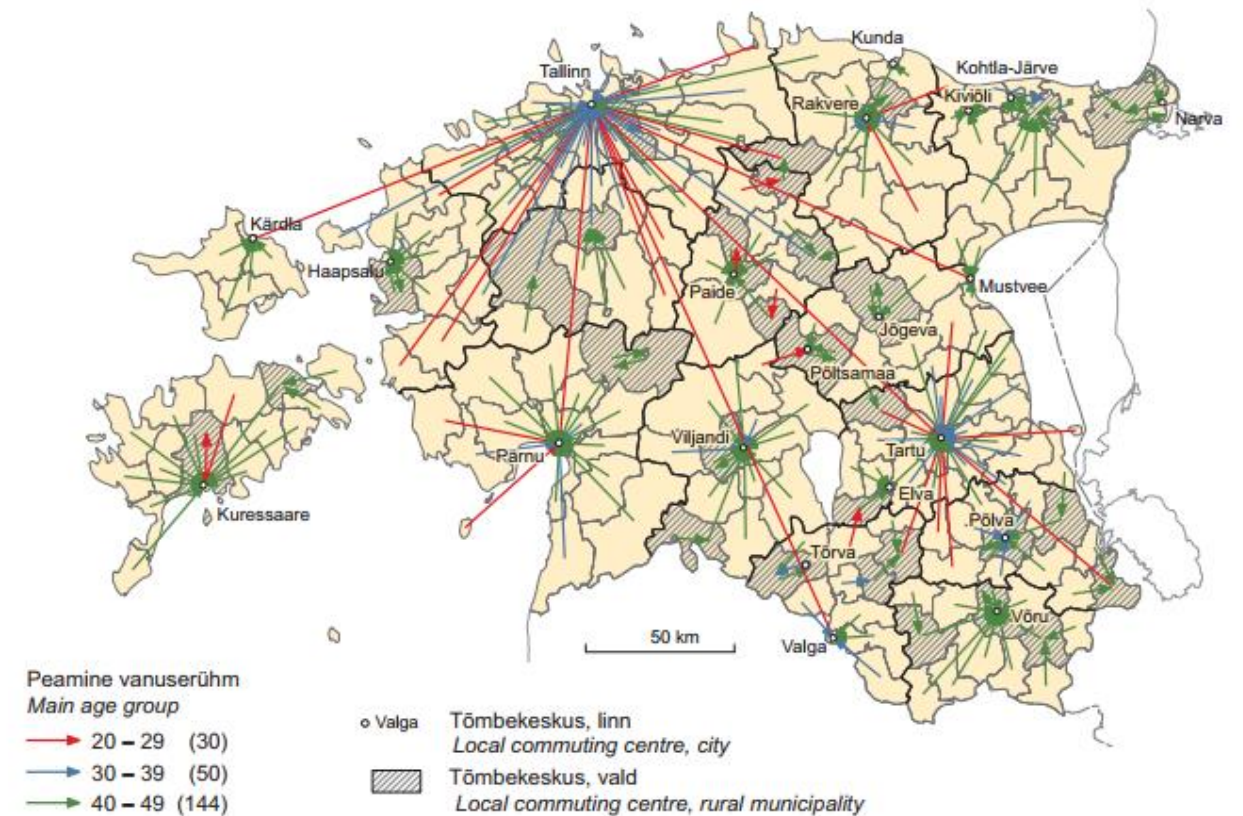 Kunda
Tallinn
Kohtla-Järve
Rakvere
Kiviõli
Narva
Kärdla
Haapsalu
Paide
Mustvee
Jõgeva
Põltsamaa
Pärnu
Viljandi
Tartu
Kuressaare
Elva
Põlva
Tõrva
Võru
50 km
Valga
Peamine vanuserühm
Main age group
20 – 29 (30)
30 – 39 (50)
40 – 49 (144)
Valga
Tõmbekeskus, linn
Local commuting centre, city
Tõmbekeskus, vald
Local commuting centre, rural municipality